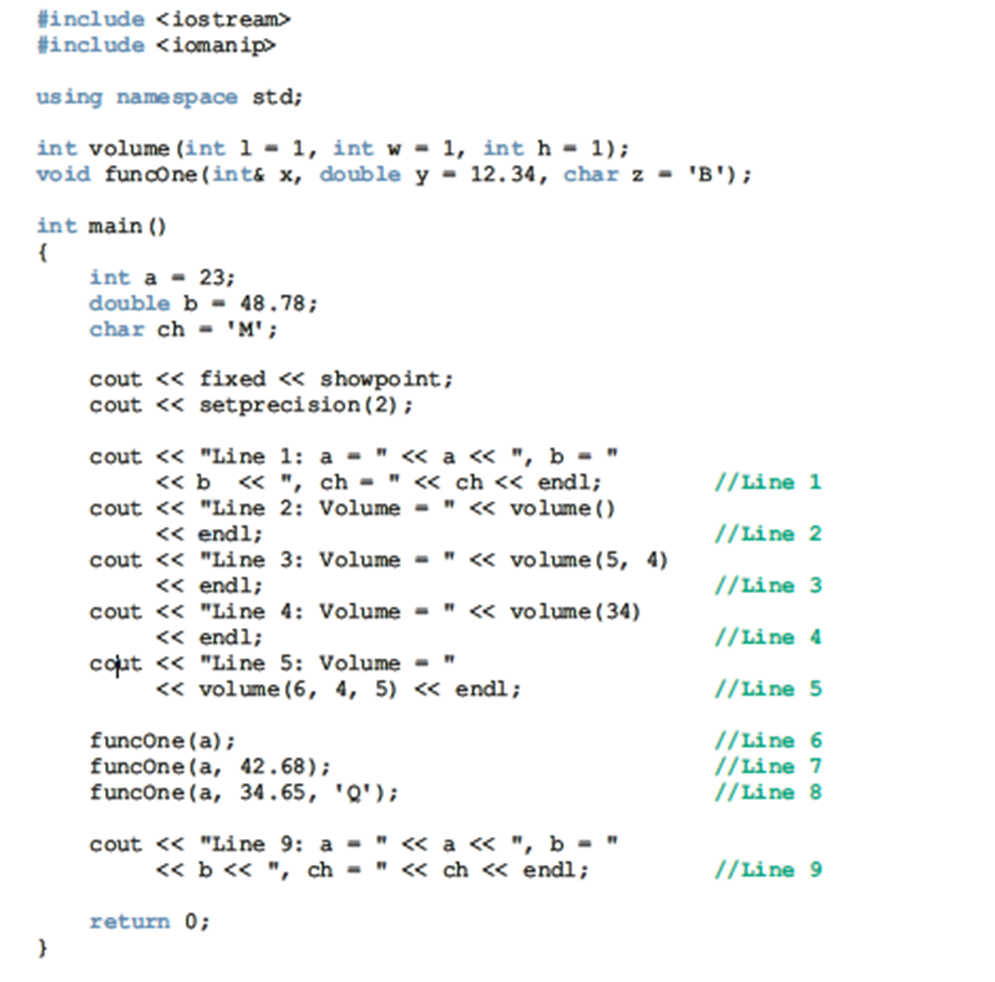 #include <iostream>
#include <iomanip>
using namespace std;
int volume(int l = 1, int w = 1, int h = 1);
void funcOne(int& x, double y = 12.34, char z = 'B');
int main()
{
int a = 23;
double b = 48.78;
char ch = 'M';
cout << fixed << showpoint;
cout << setprecision(2);
cout << "Line 1: a = " << a << ", b = "
<< b << ", ch = " << ch << endl; //Line 1
cout << "Line 2: Volume = " << volume()
<< endl; //Line 2
cout << "Line 3: Volume = " << volume(5, 4)
<< endl; //Line 3
cout << "Line 4: Volume = " << volume(34)
<< endl; //Line 4
cout << "Line 5: Volume = "
<< volume(6, 4, 5) << endl; //Line 5
funcOne(a); //Line 6
funcOne(a, 42.68); //Line 7
funcOne(a, 34.65, 'Q'); //Line 8
cout << "Line 9: a = " << a << ", b = "
<< b << ", ch = " << ch << endl; //Line 9
return 0;
}